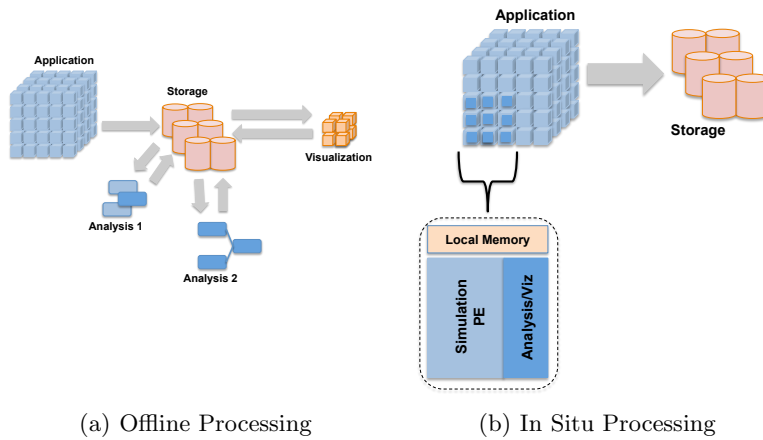 Application
Storage
Visualization
Analysis 1
Analysis 2
(a) Offline Processing
Application
Storage
Local Memory
Simulation
PE
Analysis/Viz
(b) In Situ Processing